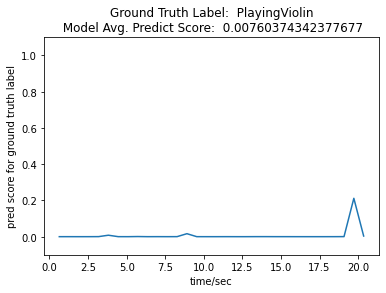 Ground Truth Label:  PlayingViolin
Model Avg. Predict Score:  0.00760374342377677
1.0
0.8
0.6
0.4
0.2
0.0
pred score for ground truth label
0.0 2.5 5.0 7.5 10.0 12.5 15.0 17.5 20.0
time/sec